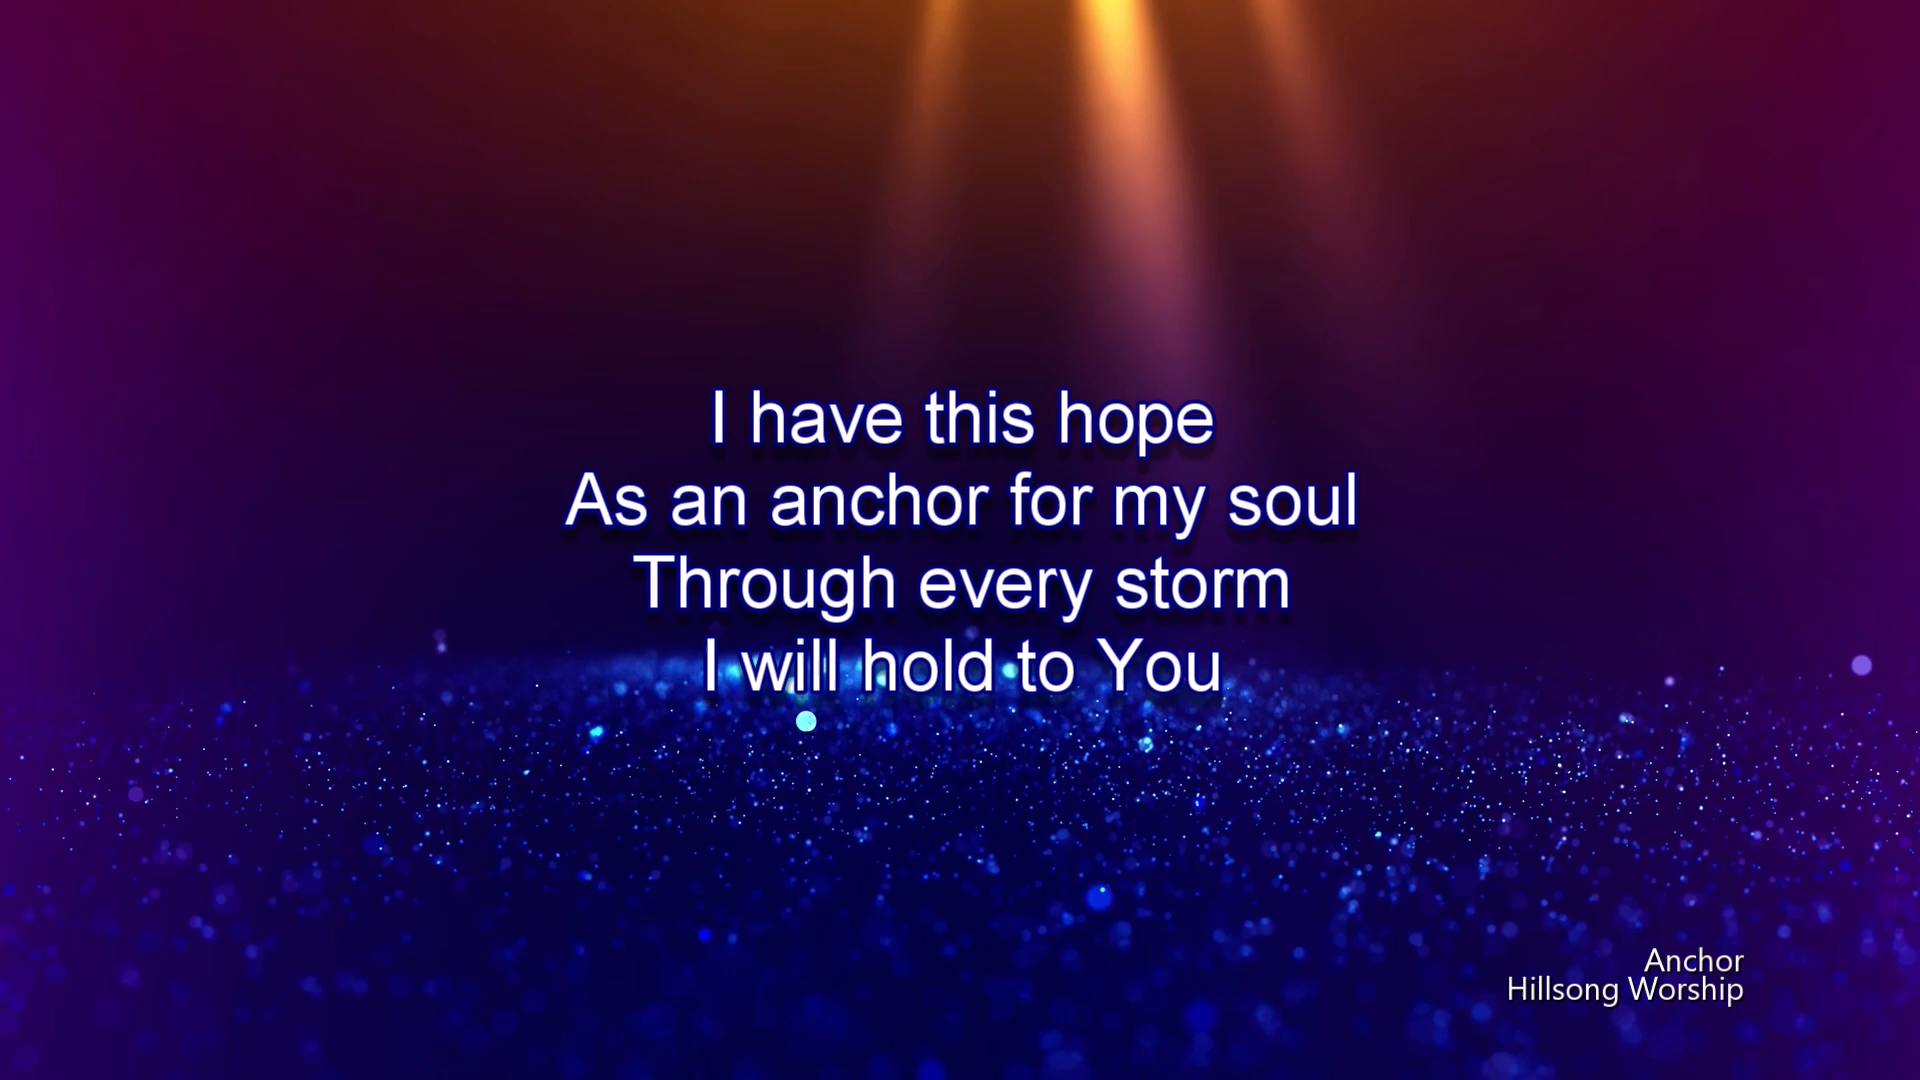 I have this hope
As an anchor for my soul
Through every storm
I will hold to You
Anchor
Hillsong Worship